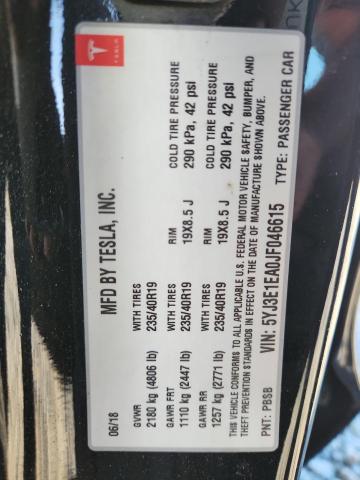 TESLA
MFD BY TESLA, INC.
06/18
GVWR WITH TIRES RIM COLD TIRE PRESSURE
2180 kg (4806 lb) 235/40R19 19X8.5 J 290 kPa, 42 psi
GAWR FRT
1110 kg (2447 lb) 235/40R19 19X8.5 J 290 kPa, 42 psi
GAWR RR WITH TIRES RIM COLD TIRE PRESSURE
1257 kg (2771 lb)
THIS VEHICLE CONFORMS TO ALL APPLICABLE U.S. FEDERAL MOTOR VEHICLE SAFETY, BUMPER, AND
THEFT PREVENTION STANDARDS IN EFFECT ON THE DATE OF MANUFACTURE SHOWN ABOVE.
VIN: 5YJ3E1EA0JF046615 TYPE: PASSENGER CAR
PNT: PBSB